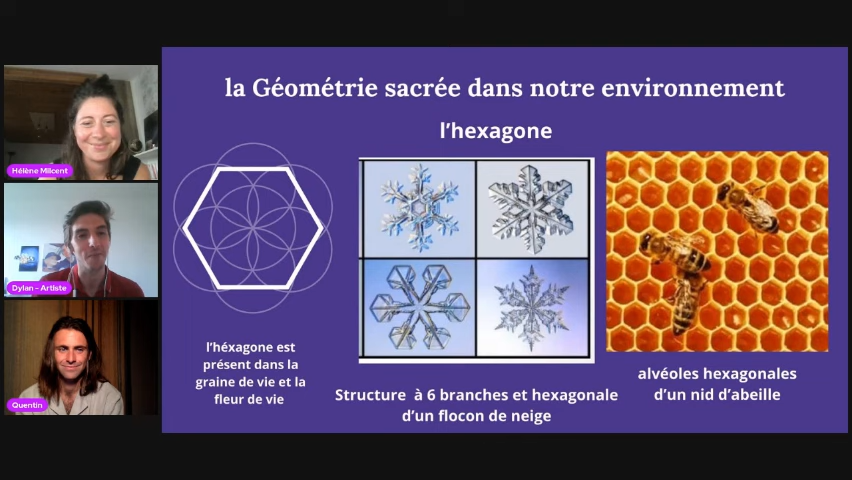 la Géométrie sacrée dans notre environnement
l'hexagone
Hélène Milcent
Dylan – Artiste
Quentin
l'héxagone est
présent dans la
graine de vie et la
fleur de vie
Structure à 6 branches et hexagonale
d'un flocon de neige
alvéoles hexagonales
d'un nid d'abeille